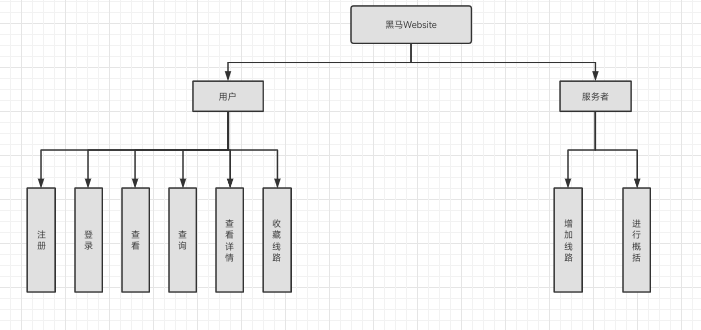 黑马Website
用户
服务者
注册
登录
查看
查询
查看详情
收藏线路
增加线路
进行概括